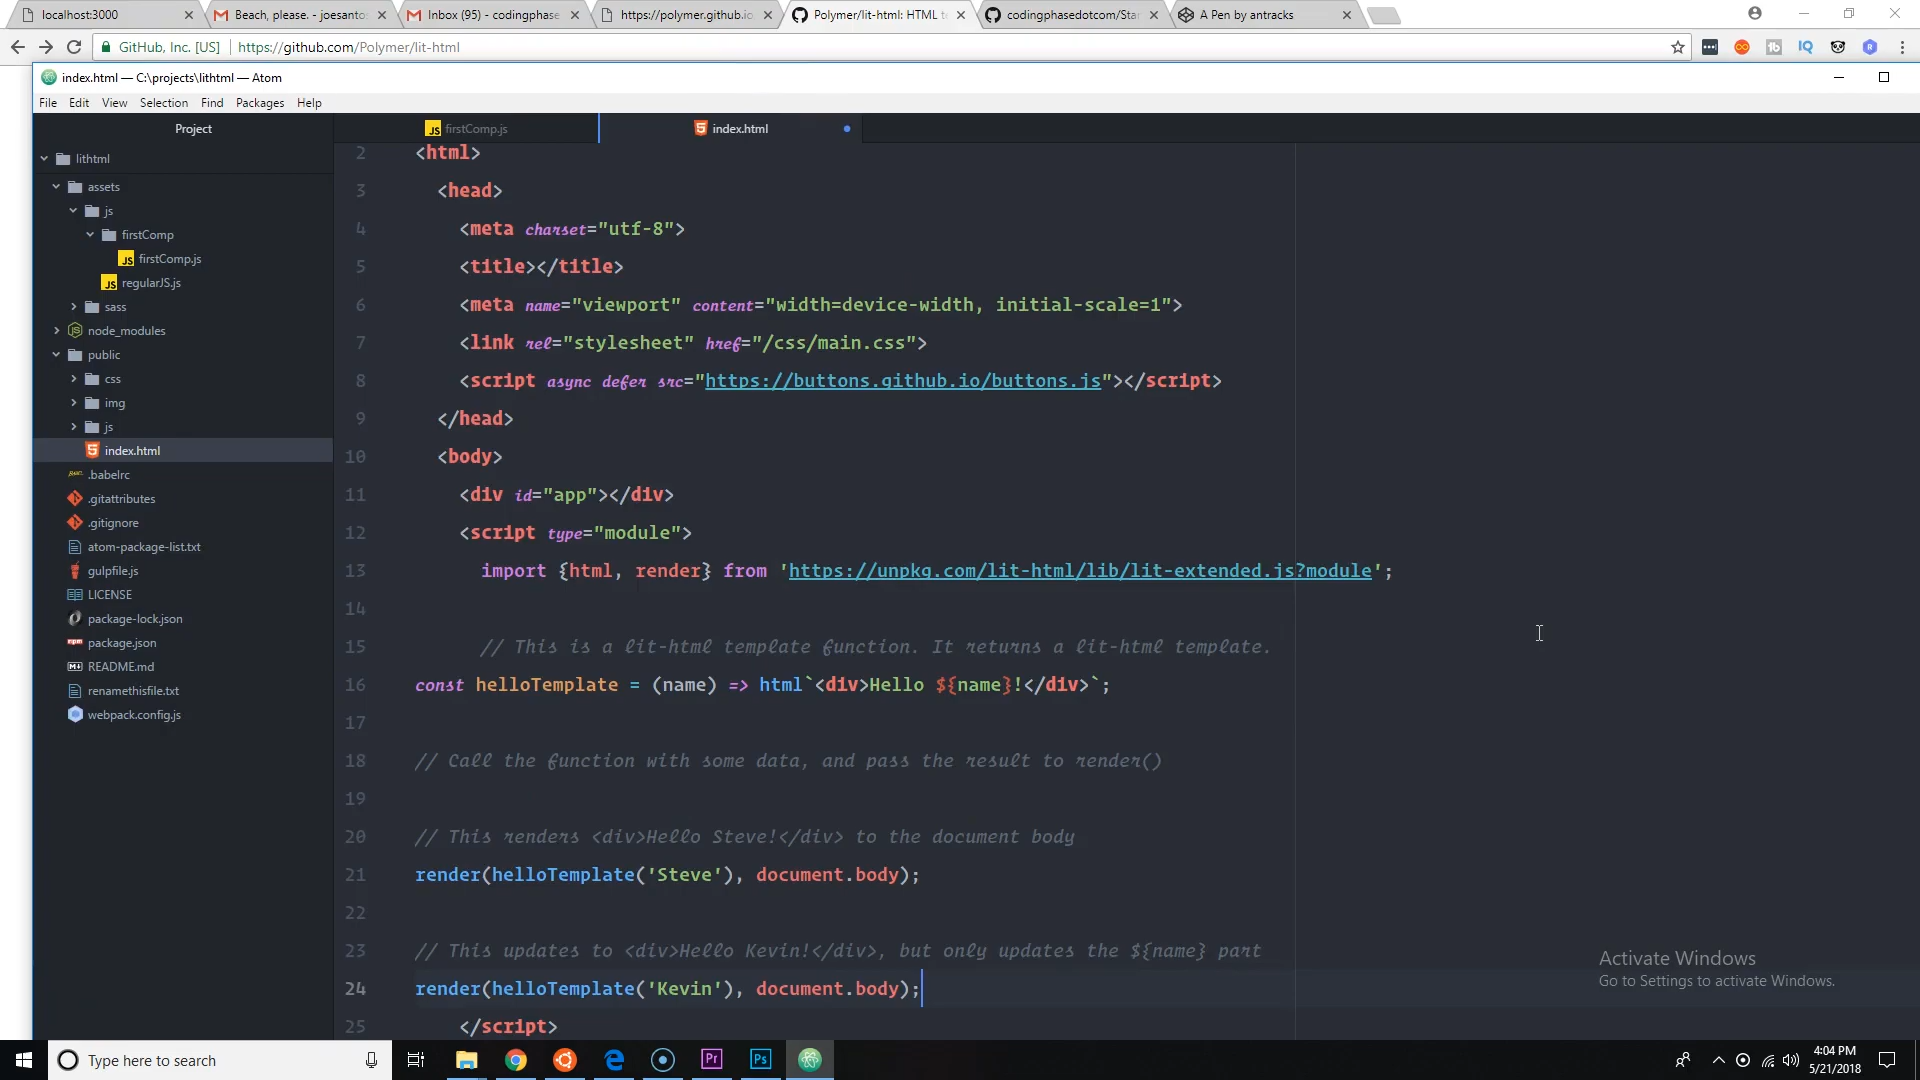 localhost:3000
Beach, please. - joesantos
Inbox (95) - codingphase
https://polymer.github.io
Polymer/lit-html: HTML te
codingphasedotcom/Sta
A Pen by antracks
GitHub, Inc. [US]
https://github.com/Polymer/lit-html
index.html — C:\projects\lithtml — Atom
File Edit View Selection Find Packages Help
Project
lithtml
assets
js
firstComp
firstComp.js
regularJS.js
sass
node_modules
public
css
img
js
index.html
.babelrc
.gitattributes
.gitignore
atom-package-list.txt
gulpfile.js
LICENSE
package-lock.json
package.json
README.md
renamethisfile.txt
webpack.config.js
firstComp.js
index.html
2 <html>
3 <head>
4 <meta charset="utf-8">
5 <title></title>
6 <meta name="viewport" content="width=device-width, initial-scale=1">
7 <link rel="stylesheet" href="/css/main.css">
8 <script async defer src="https://buttons.github.io/buttons.js"></script>
9 </head>
10 <body>
11 <div id="app"></div>
12 <script type="module">
13 import {html, render} from 'https://unpkg.com/lit-html/lib/lit-extended.js?module';
14
15 // This is a lit-html template function. It returns a lit-html template.
16 const helloTemplate = (name) => html`<div>Hello ${name}!</div>`;
17
18 // Call the function with some data, and pass the result to render()
19
20 // This renders <div>Hello Steve!</div> to the document body
21 render(helloTemplate('Steve'), document.body);
22
23 // This updates to <div>Hello Kevin!</div>, but only updates the ${name} part
24 render(helloTemplate('Kevin'), document.body);
25 </script>
Activate Windows
Go to Settings to activate Windows.
Type here to search
Pr
Ps
4:04 PM
5/21/2018